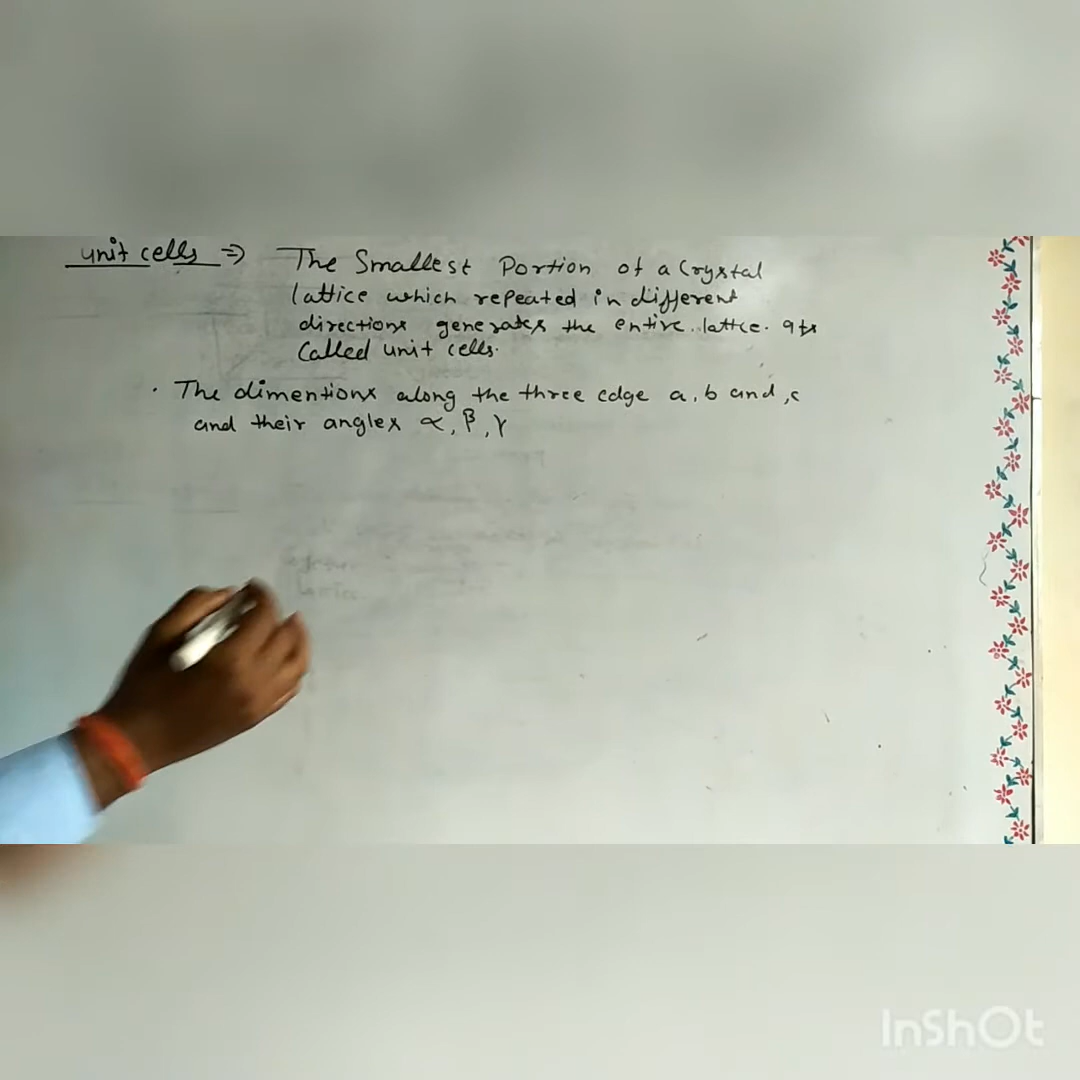 unit cells ⇒ The Smallest Portion of a Crystal
lattice which repeated in different
directions generates the entire lattice. Its
Called unit cells.
· The dimentions along the three edge a, b and , c
and their angles α, β, γ
InShOt